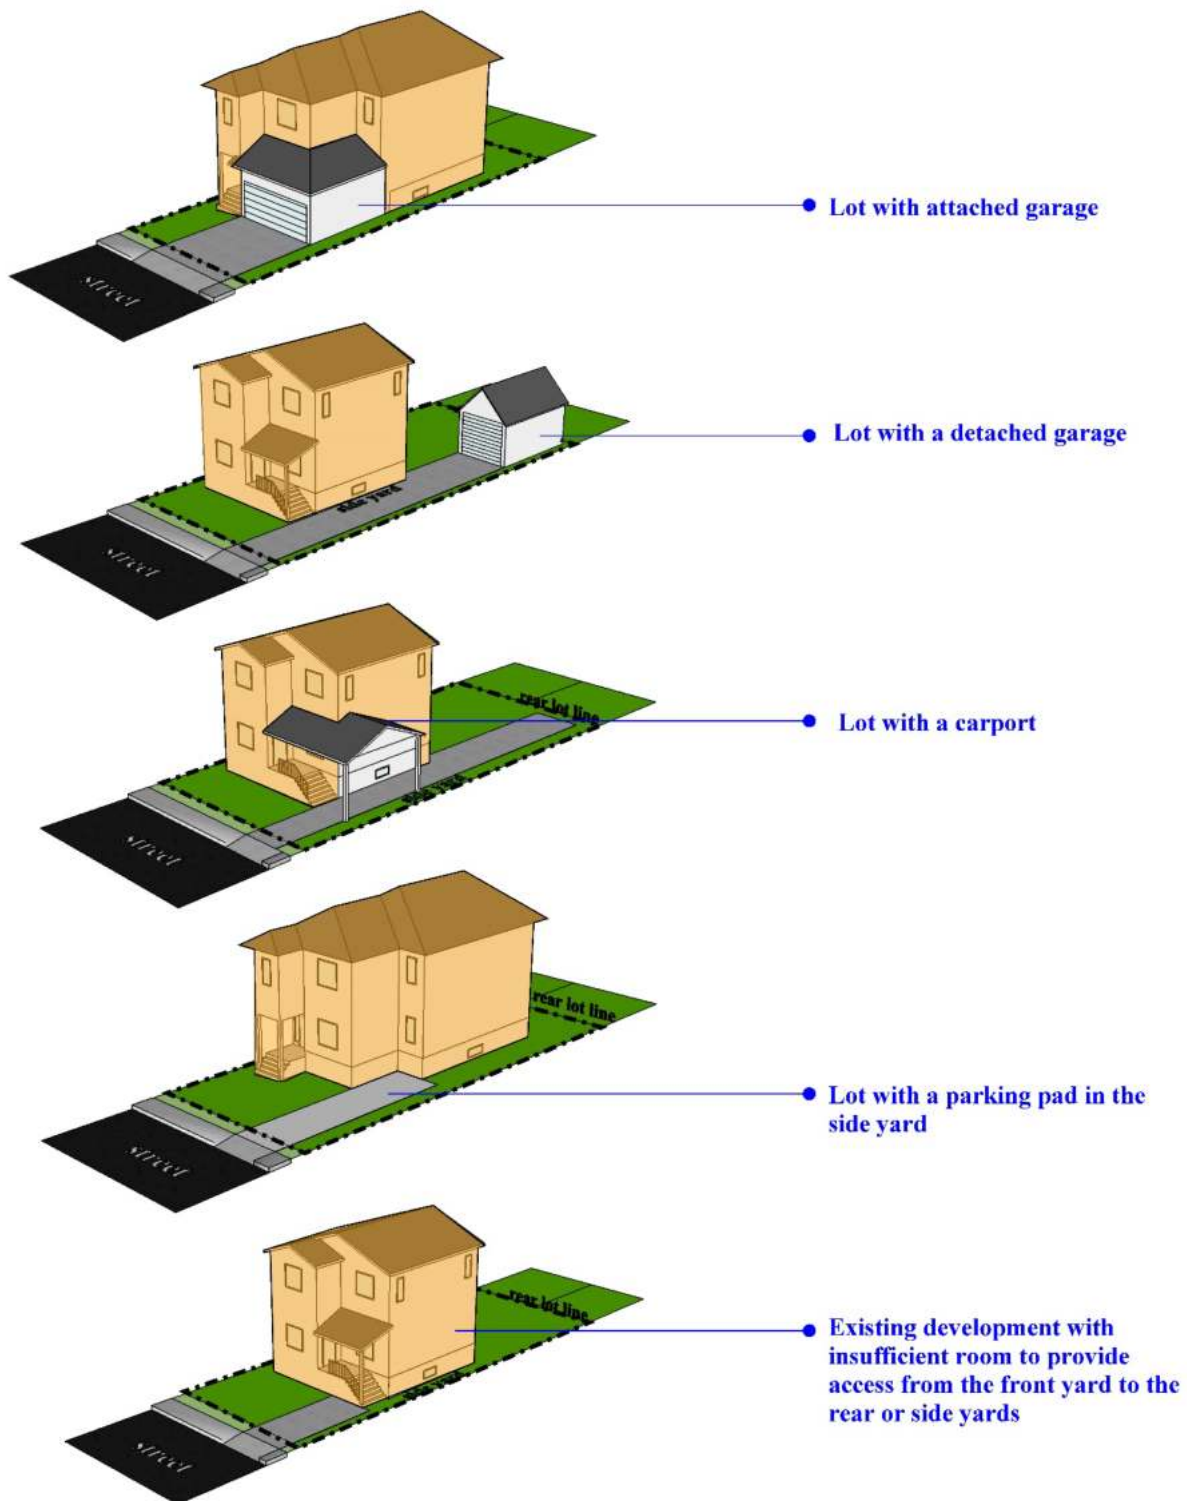 Lot with attached garage
street
Lot with a detached garage
side yard
street
rear lot line
Lot with a carport
street
rear lot line
Lot with a parking pad in the
side yard
street
rear lot line
Existing development with
insufficient room to provide
access from the front yard to the
rear or side yards
street